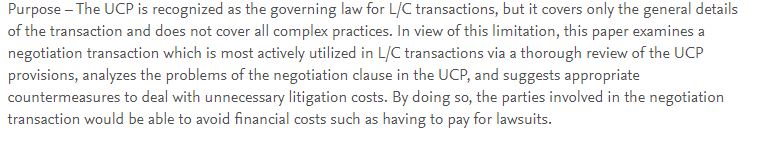 Purpose – The UCP is recognized as the governing law for L/C transactions, but it covers only the general details
of the transaction and does not cover all complex practices. In view of this limitation, this paper examines a
negotiation transaction which is most actively utilized in L/C transactions via a thorough review of the UCP
provisions, analyzes the problems of the negotiation clause in the UCP, and suggests appropriate
countermeasures to deal with unnecessary litigation costs. By doing so, the parties involved in the negotiation
transaction would be able to avoid financial costs such as having to pay for lawsuits.